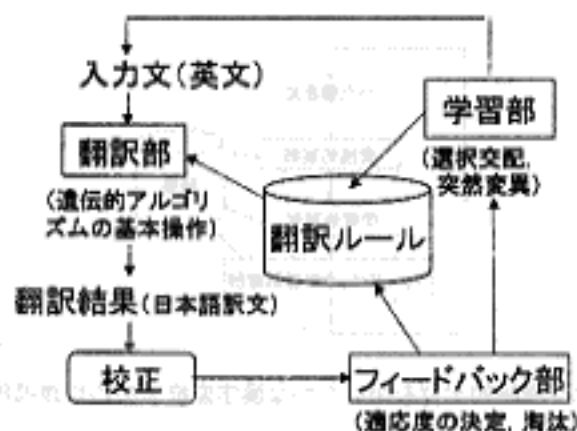 入力文(英文)
学習部
(選択交配,
突然変異)
翻訳部
(遺伝的アルゴリ
ズムの基本操作)
翻訳ルール
翻訳結果(日本語訳文)
校正
フィードバック部
(適応度の決定, 淘汰)